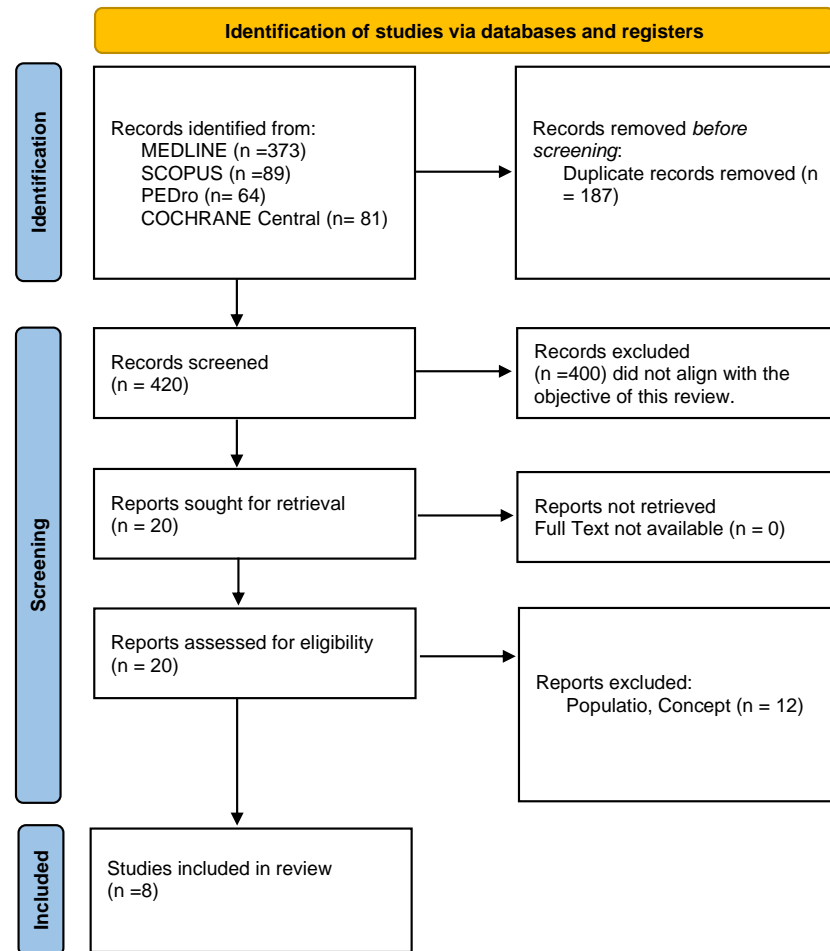 Identification of studies via databases and registers
Identification
Records identified from:
MEDLINE (n =373)
SCOPUS (n =89)
PEDro (n= 64)
COCHRANE Central (n= 81)
Records removed before
screening:
Duplicate records removed (n
= 187)
Screening
Records screened
(n = 420)
Records excluded
(n =400) did not align with the
objective of this review.
Reports sought for retrieval
(n = 20)
Reports not retrieved
Full Text not available (n = 0)
Reports assessed for eligibility
(n = 20)
Reports excluded:
Populatio, Concept (n = 12)
Included
Studies included in review
(n =8)